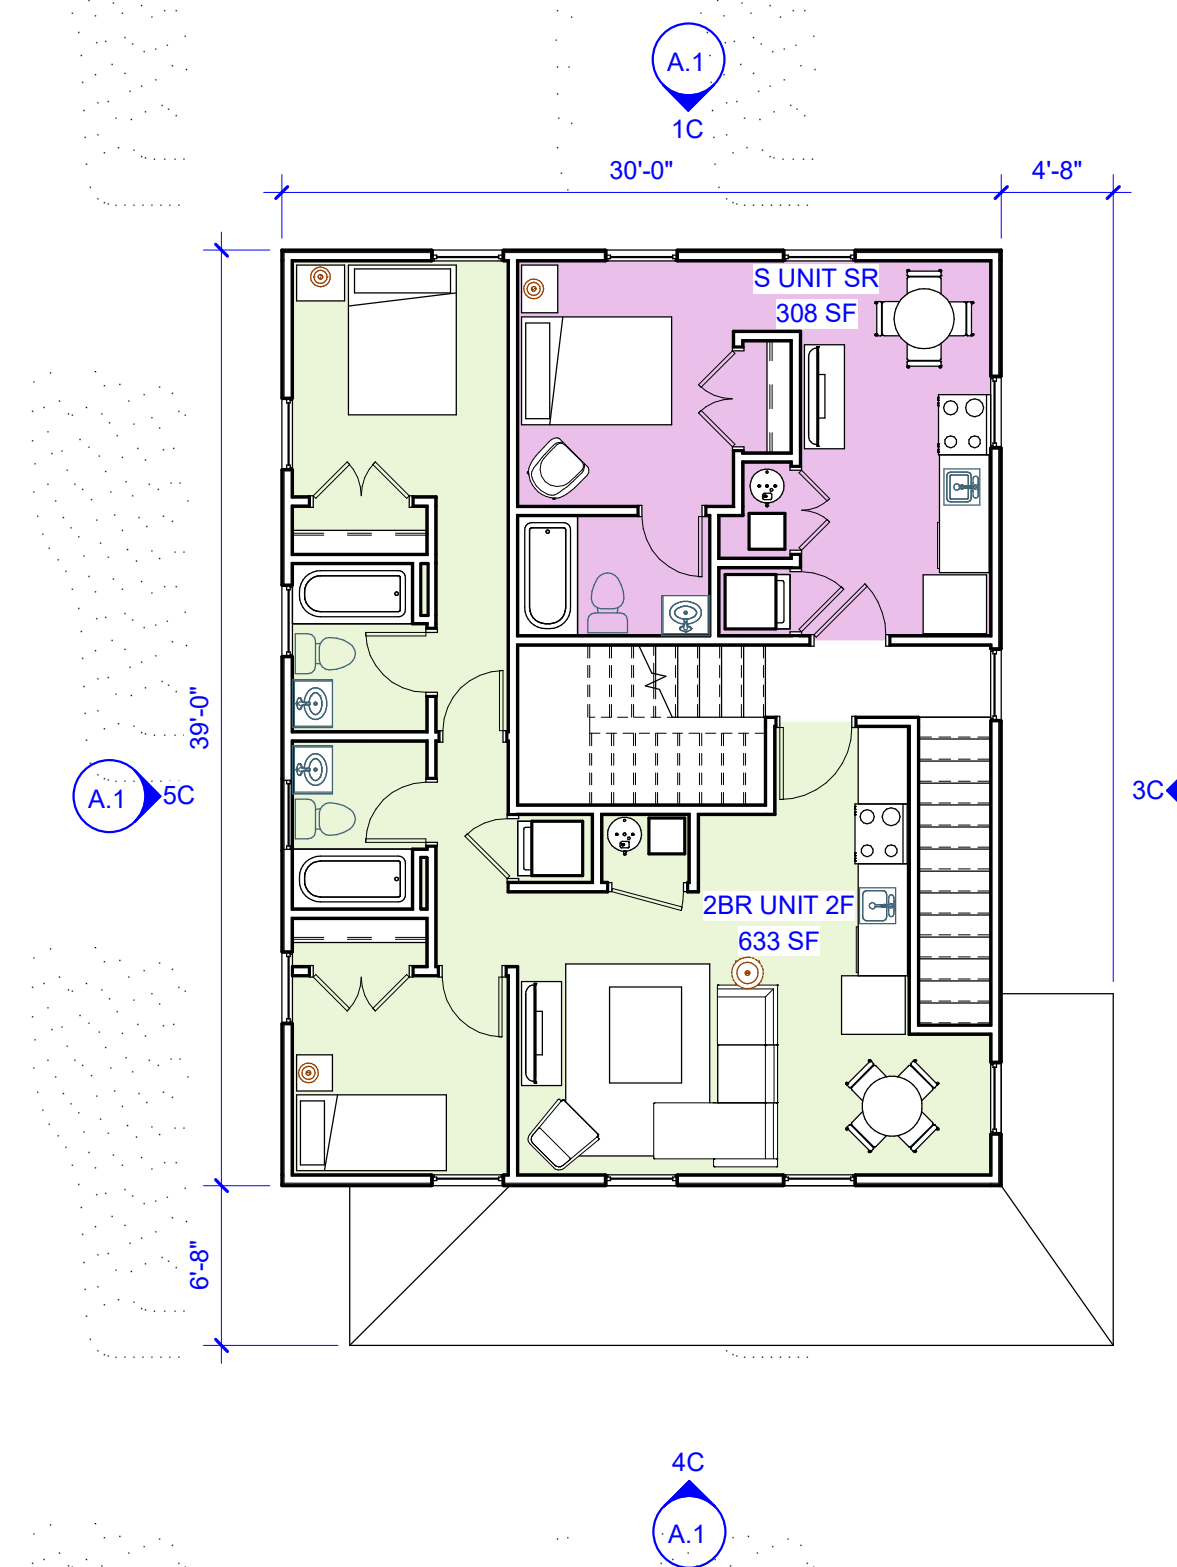 A.1
1C
30'-0"
4'-8"
S UNIT SR
308 SF
39'-0"
A.1
5C
3C
2BR UNIT 2F
633 SF
6'-8"
4C
A.1